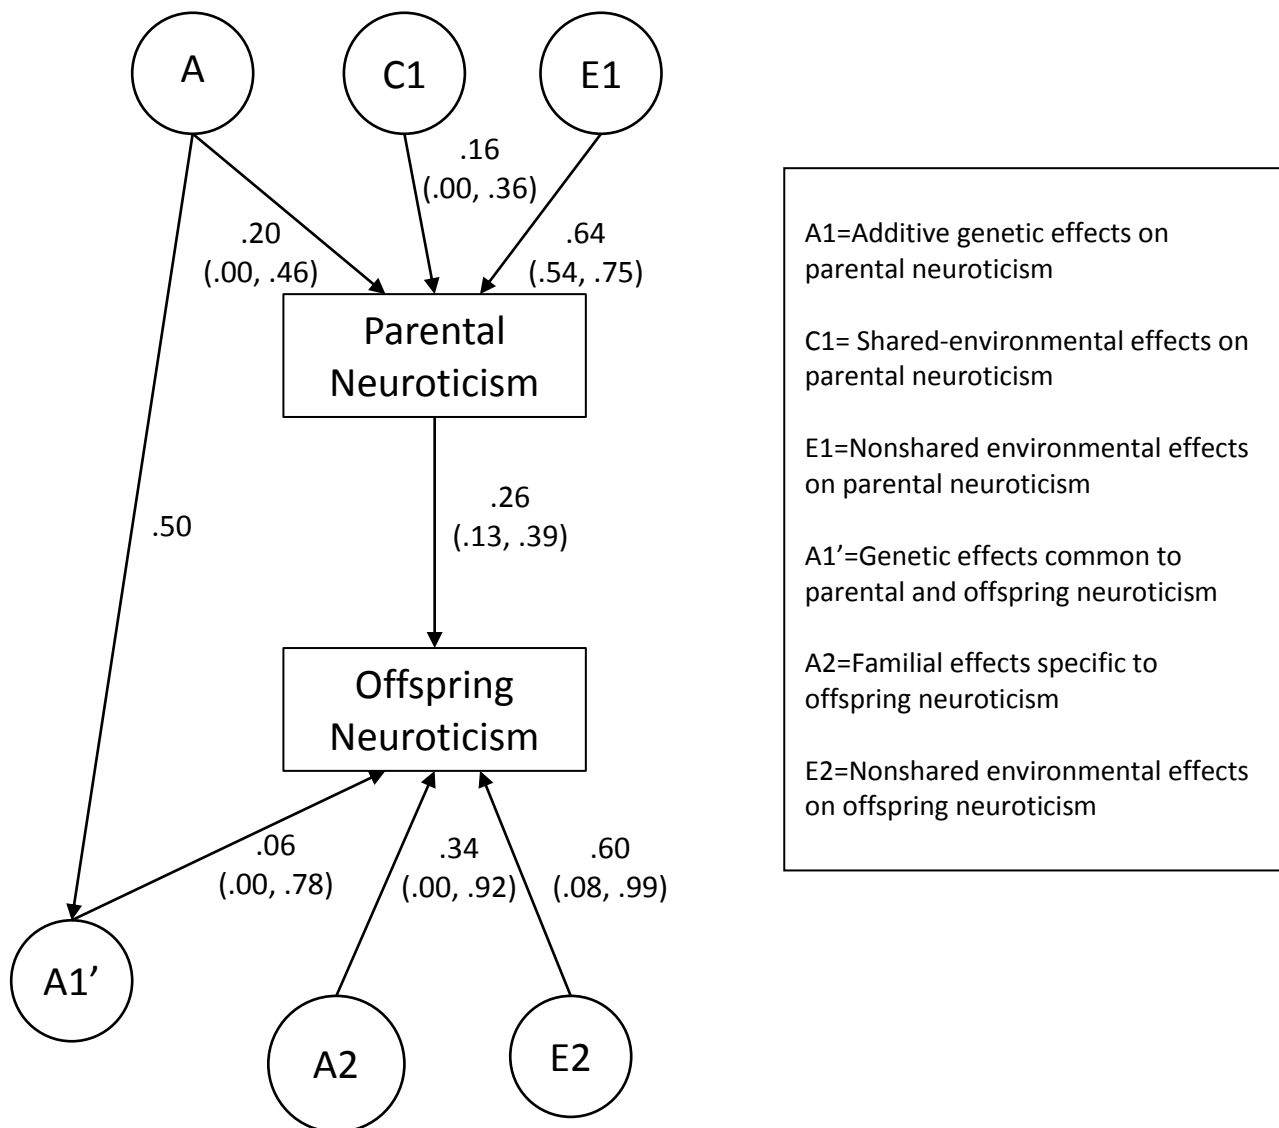 A
C1
E1
.16
(.00, .36)
.20
(.00, .46)
.64
(.54, .75)
Parental
Neuroticism
.50
.26
(.13, .39)
Offspring
Neuroticism
.06
(.00, .78)
.34
(.00, .92)
.60
(.08, .99)
A1’
A2
E2
A1=Additive genetic effects on
parental neuroticism
C1= Shared-environmental effects on
parental neuroticism
E1=Nonshared environmental effects
on parental neuroticism
A1’=Genetic effects common to
parental and offspring neuroticism
A2=Familial effects specific to
offspring neuroticism
E2=Nonshared environmental effects
on offspring neuroticism